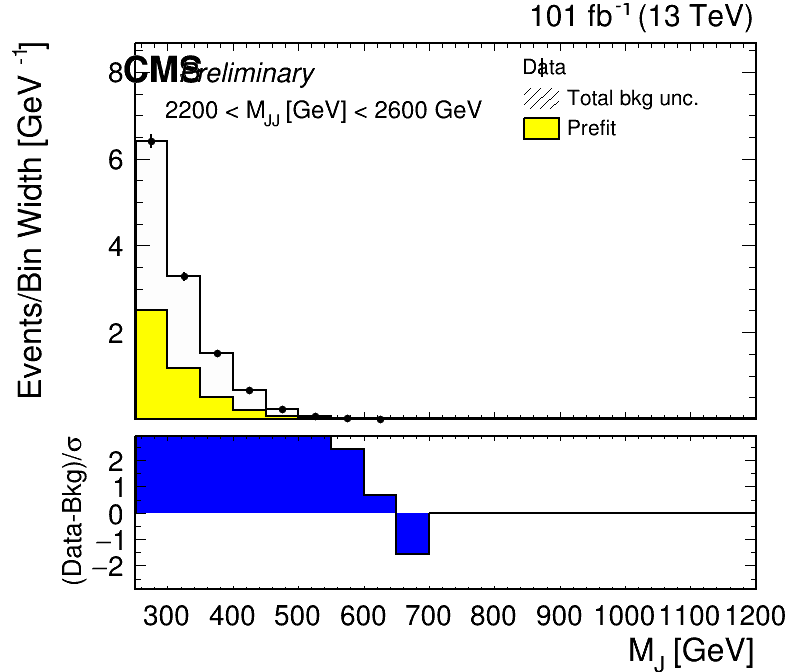 101 fb⁻¹ (13 TeV)
Events/Bin Width [GeV⁻¹]
8
6
4
2
CMS Preliminary
2200 < M_JJ [GeV] < 2600 GeV
Data
Total bkg unc.
Prefit
(Data-Bkg)/σ
2
1
0
−1
−2
300 400 500 600 700 800 900 1000 1100 1200
M_J [GeV]